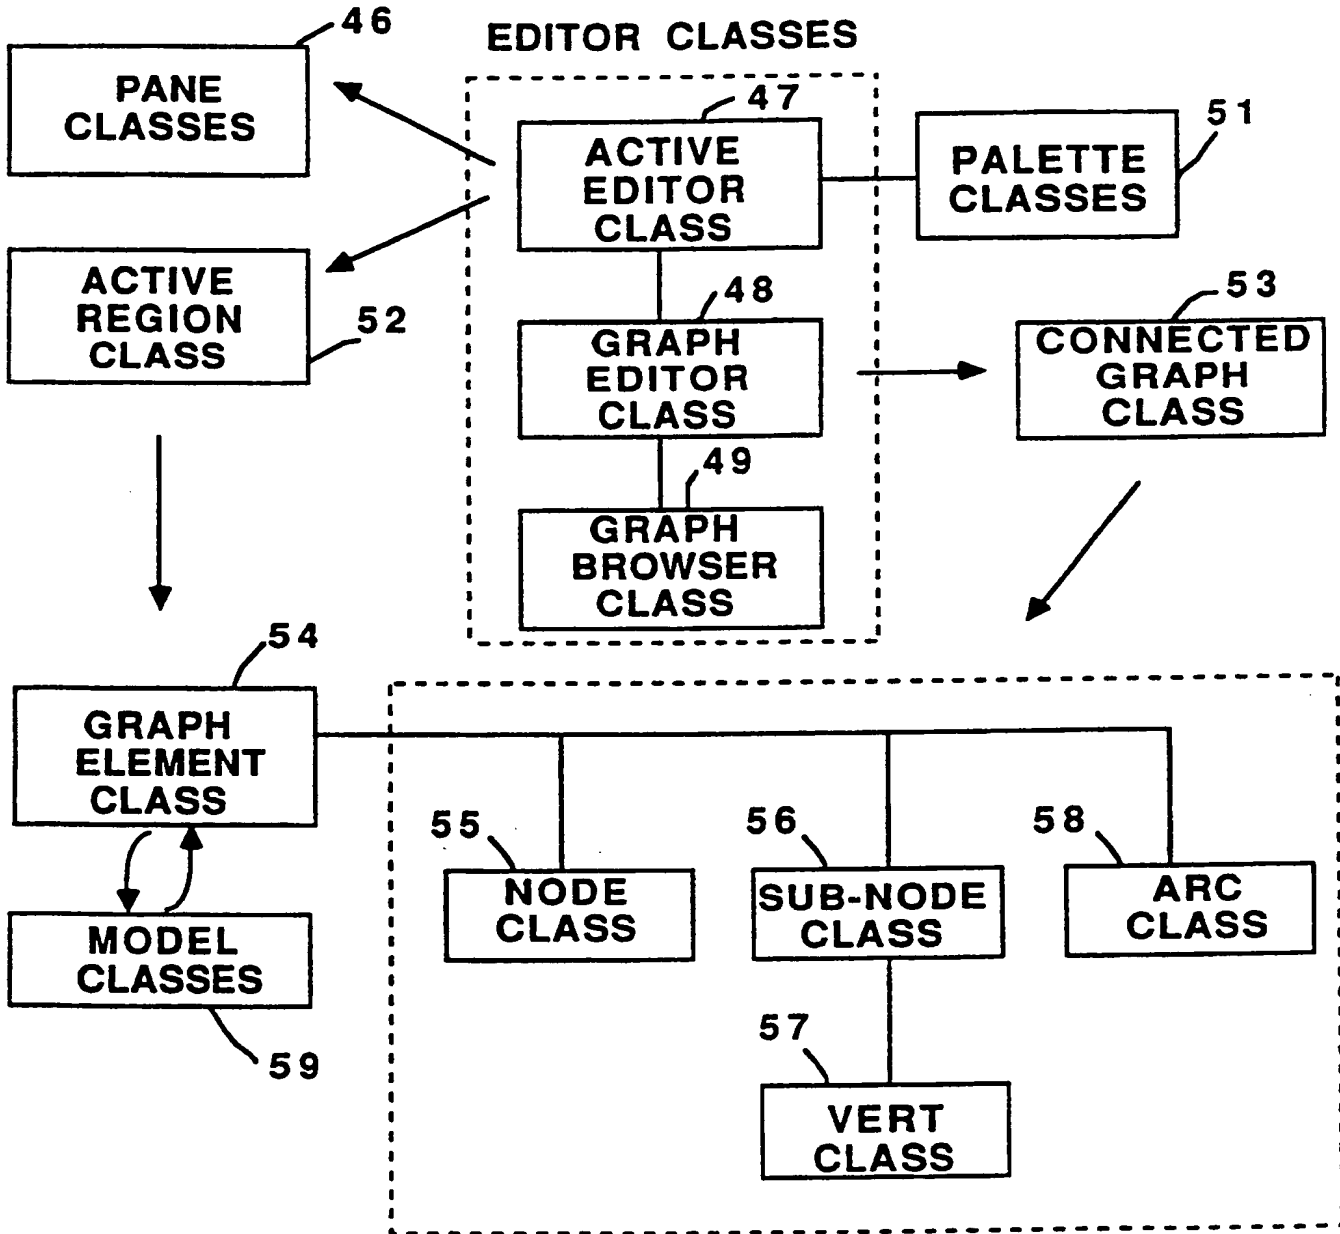 46
PANE
CLASSES
EDITOR CLASSES
47
ACTIVE
EDITOR
CLASS
51
PALETTE
CLASSES
ACTIVE
REGION
CLASS
52
48
GRAPH
EDITOR
CLASS
53
CONNECTED
GRAPH
CLASS
49
GRAPH
BROWSER
CLASS
54
GRAPH
ELEMENT
CLASS
55
NODE
CLASS
56
SUB-NODE
CLASS
58
ARC
CLASS
MODEL
CLASSES
59
57
VERT
CLASS